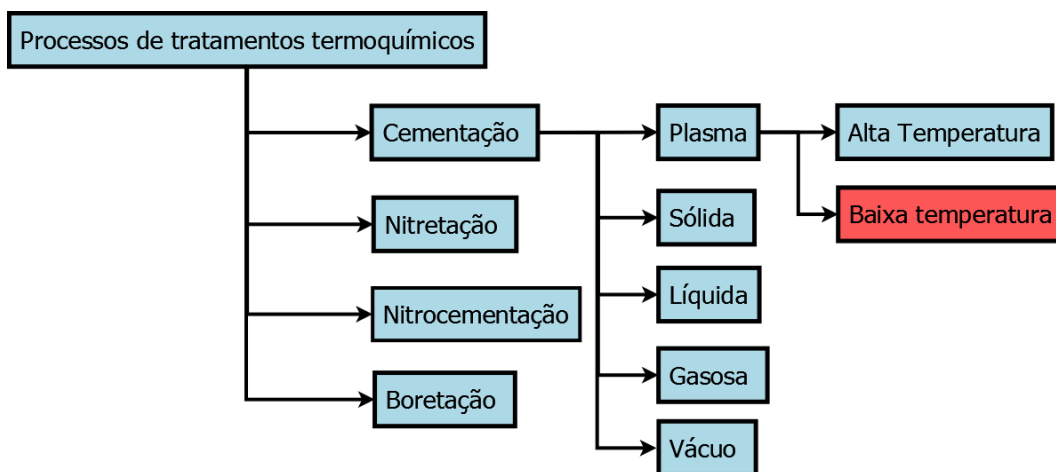 Processos de tratamentos termoquímicos
Cementação
Plasma
Alta Temperatura
Baixa temperatura
Sólida
Nitretação
Líquida
Nitrocementação
Gasosa
Boretação
Vácuo